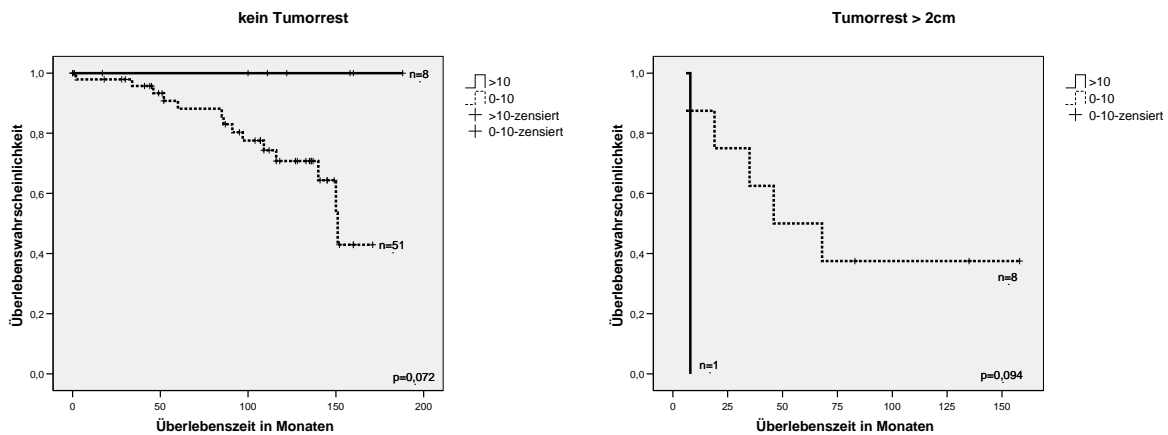 kein Tumorrest
Überlebenswahrscheinlichkeit
1,0
0,8
0,6
0,4
0,2
0,0
n=8
n=51
p=0,072
0
50
100
150
200
Überlebenszeit in Monaten
>10
0-10
>10-zensiert
0-10-zensiert
Tumorrest > 2cm
Überlebenswahrscheinlichkeit
1,0
0,8
0,6
0,4
0,2
0,0
n=8
n=1
p=0,094
0
25
50
75
100
125
150
Überlebenszeit in Monaten
>10
0-10
0-10-zensiert